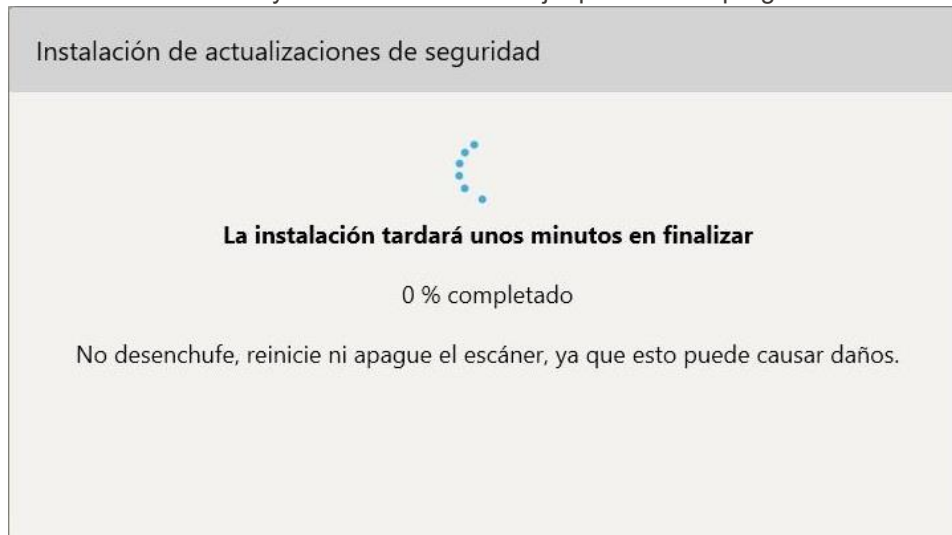 Instalación de actualizaciones de seguridad
La instalación tardará unos minutos en finalizar
0 % completado
No desenchufe, reinicie ni apague el escáner, ya que esto puede causar daños.